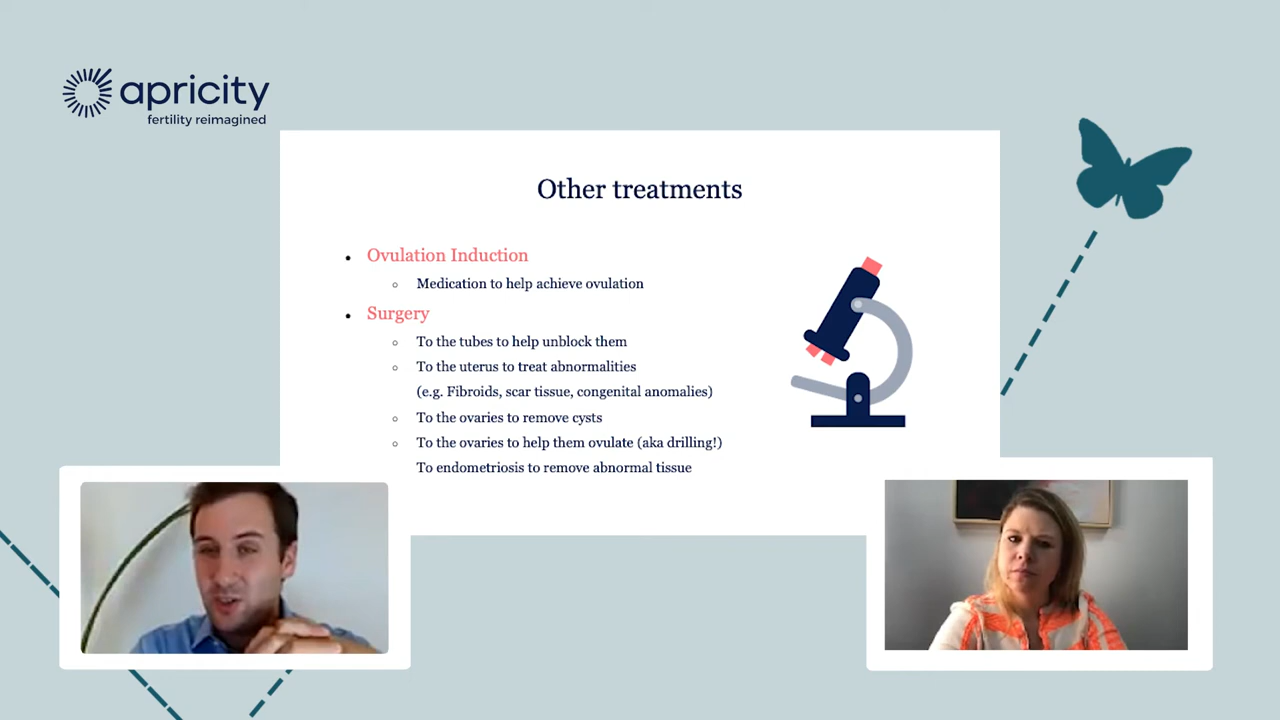 apricity
fertility reimagined
Other treatments
• Ovulation Induction
○ Medication to help achieve ovulation
• Surgery
○ To the tubes to help unblock them
○ To the uterus to treat abnormalities
(e.g. Fibroids, scar tissue, congenital anomalies)
○ To the ovaries to remove cysts
○ To the ovaries to help them ovulate (aka drilling!)
To endometriosis to remove abnormal tissue